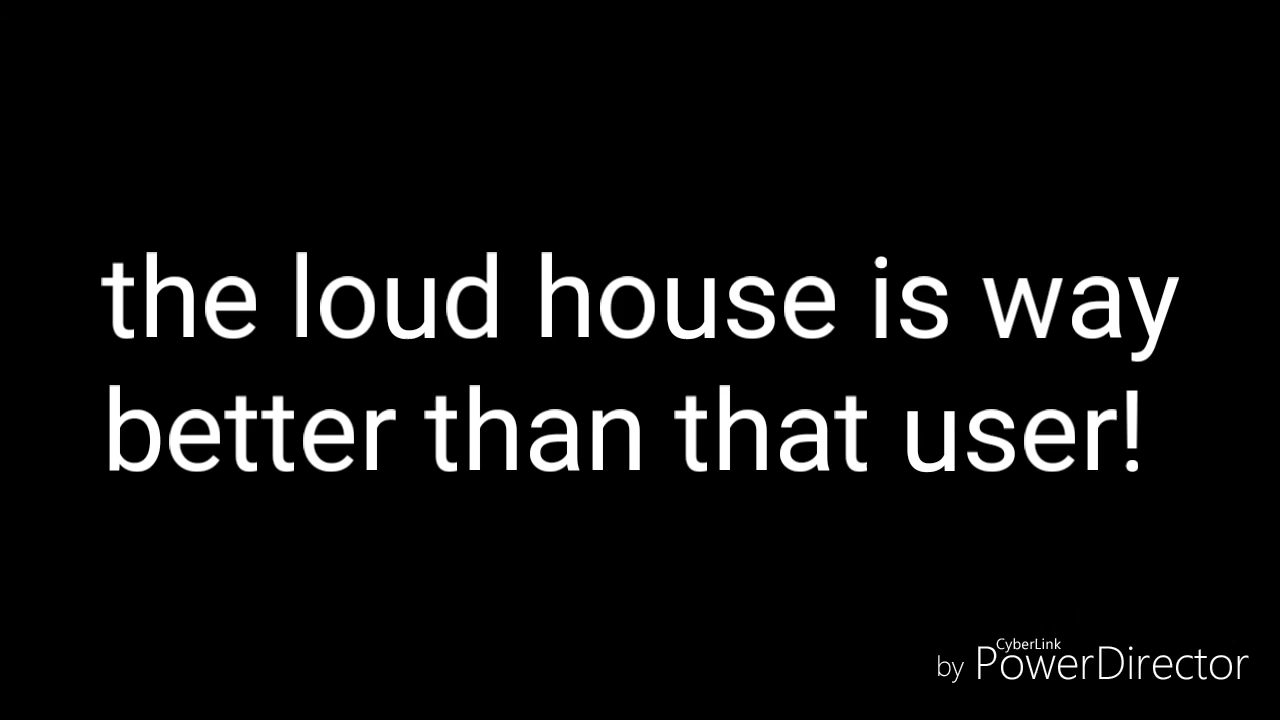 the loud house is way
better than that user!
CyberLink
by PowerDirector